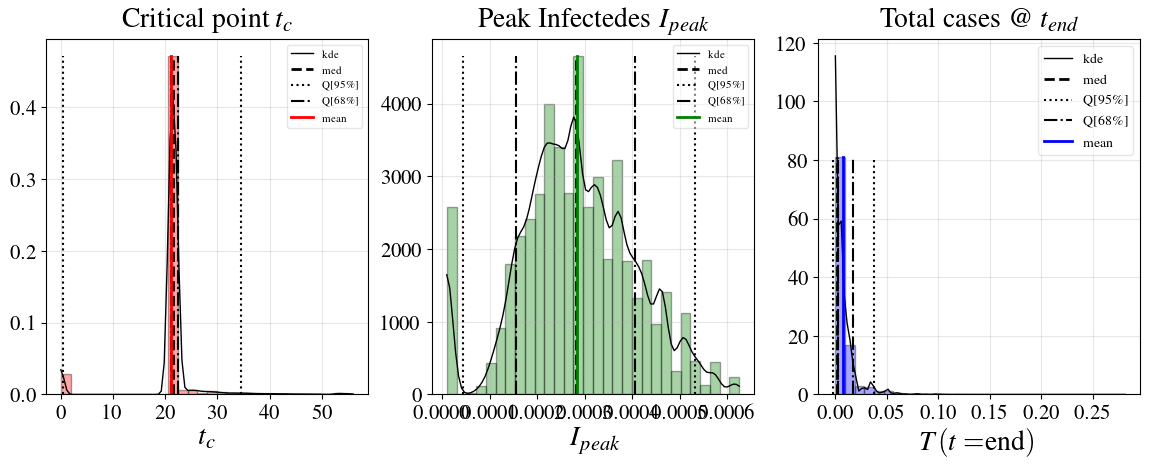 Critical point t_c
Peak Infectedes I_peak
Total cases @ t_end
kde
med
Q[95%]
Q[68%]
mean
kde
med
Q[95%]
Q[68%]
mean
kde
med
Q[95%]
Q[68%]
mean
0.4
0.3
0.2
0.1
0.0
0 10 20 30 40 50
t_c
4000
3000
2000
1000
0
0.0000 0.0001 0.0002 0.0003 0.0004 0.0005 0.0006
I_peak
120
100
80
60
40
20
0
0.00 0.05 0.10 0.15 0.20 0.25
T(t =end)